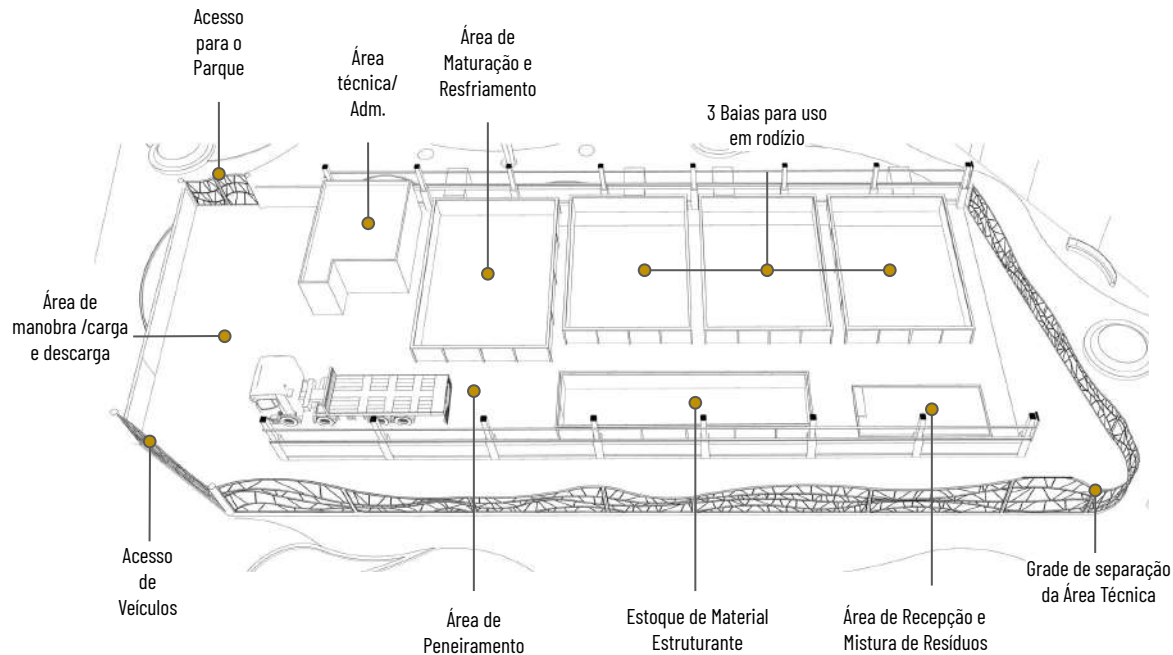 Acesso
para o
Parque
Área
técnica/
Adm.
Área de
Maturação e
Resfriamento
3 Baias para uso
em rodízio
Área de
manobra /carga
e descarga
Acesso
de
Veículos
Área de
Peneiramento
Estoque de Material
Estruturante
Área de Recepção e
Mistura de Resíduos
Grade de separação
da Área Técnica